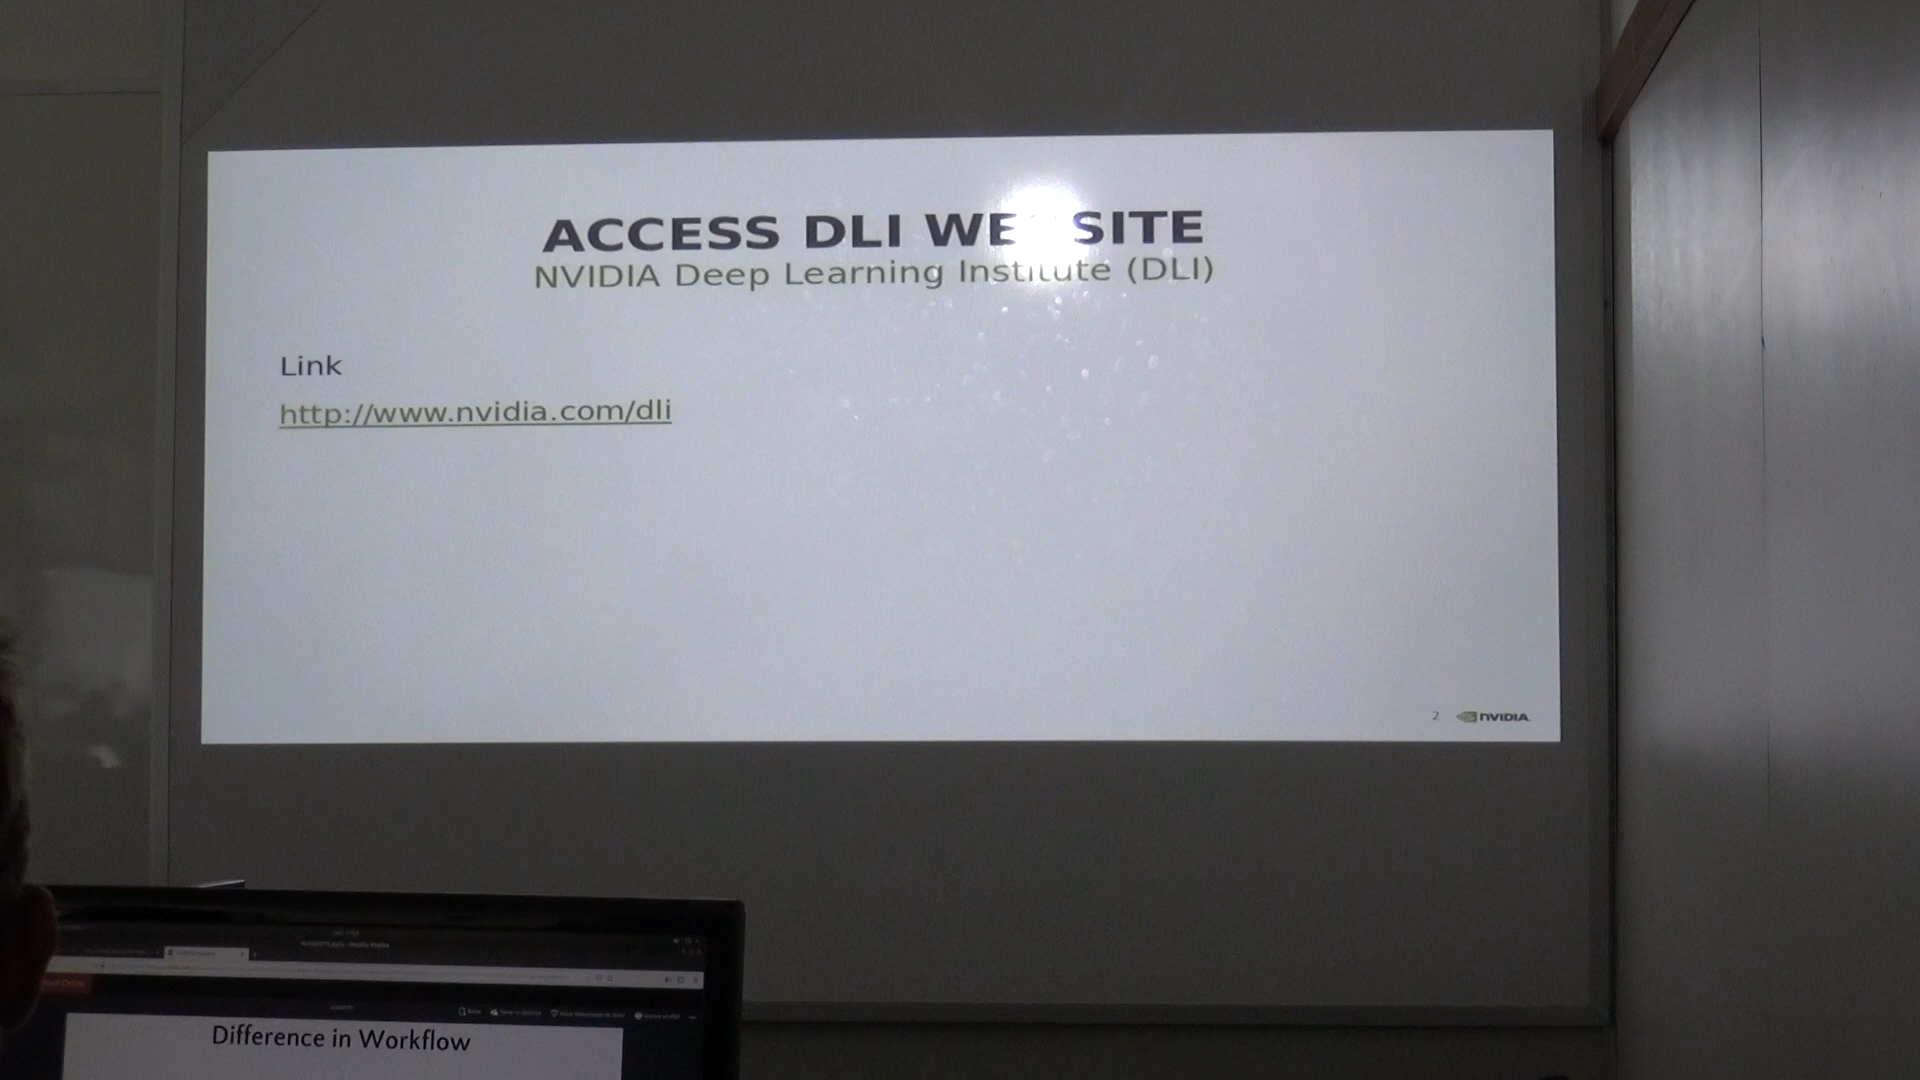 ACCESS DLI WE SITE
NVIDIA Deep Learning Institute (DLI)
Link
http://www.nvidia.com/dli
2 NVIDIA
Difference in Workflow